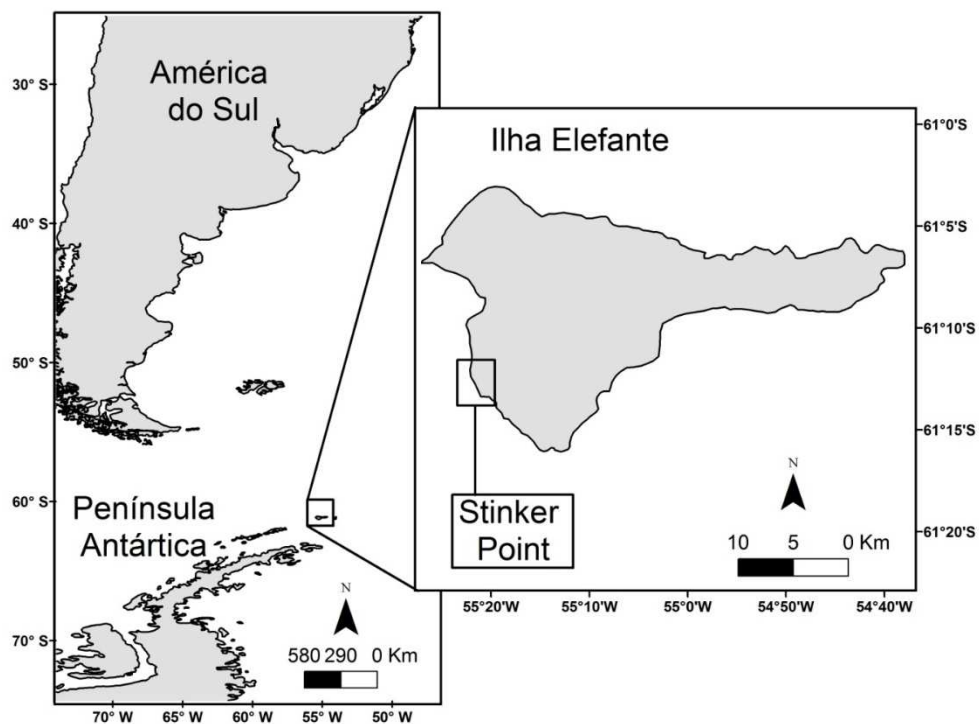 América
do Sul
30° S
40° S
50° S
60° S
70° S
Península
Antártica
N
580 290 0 Km
70° W
65° W
60° W
55° W
50° W
Ilha Elefante
61°0'S
61°5'S
61°10'S
61°15'S
61°20'S
Stinker
Point
N
10 5 0 Km
55°20'W
55°10'W
55°0'W
54°50'W
54°40'W